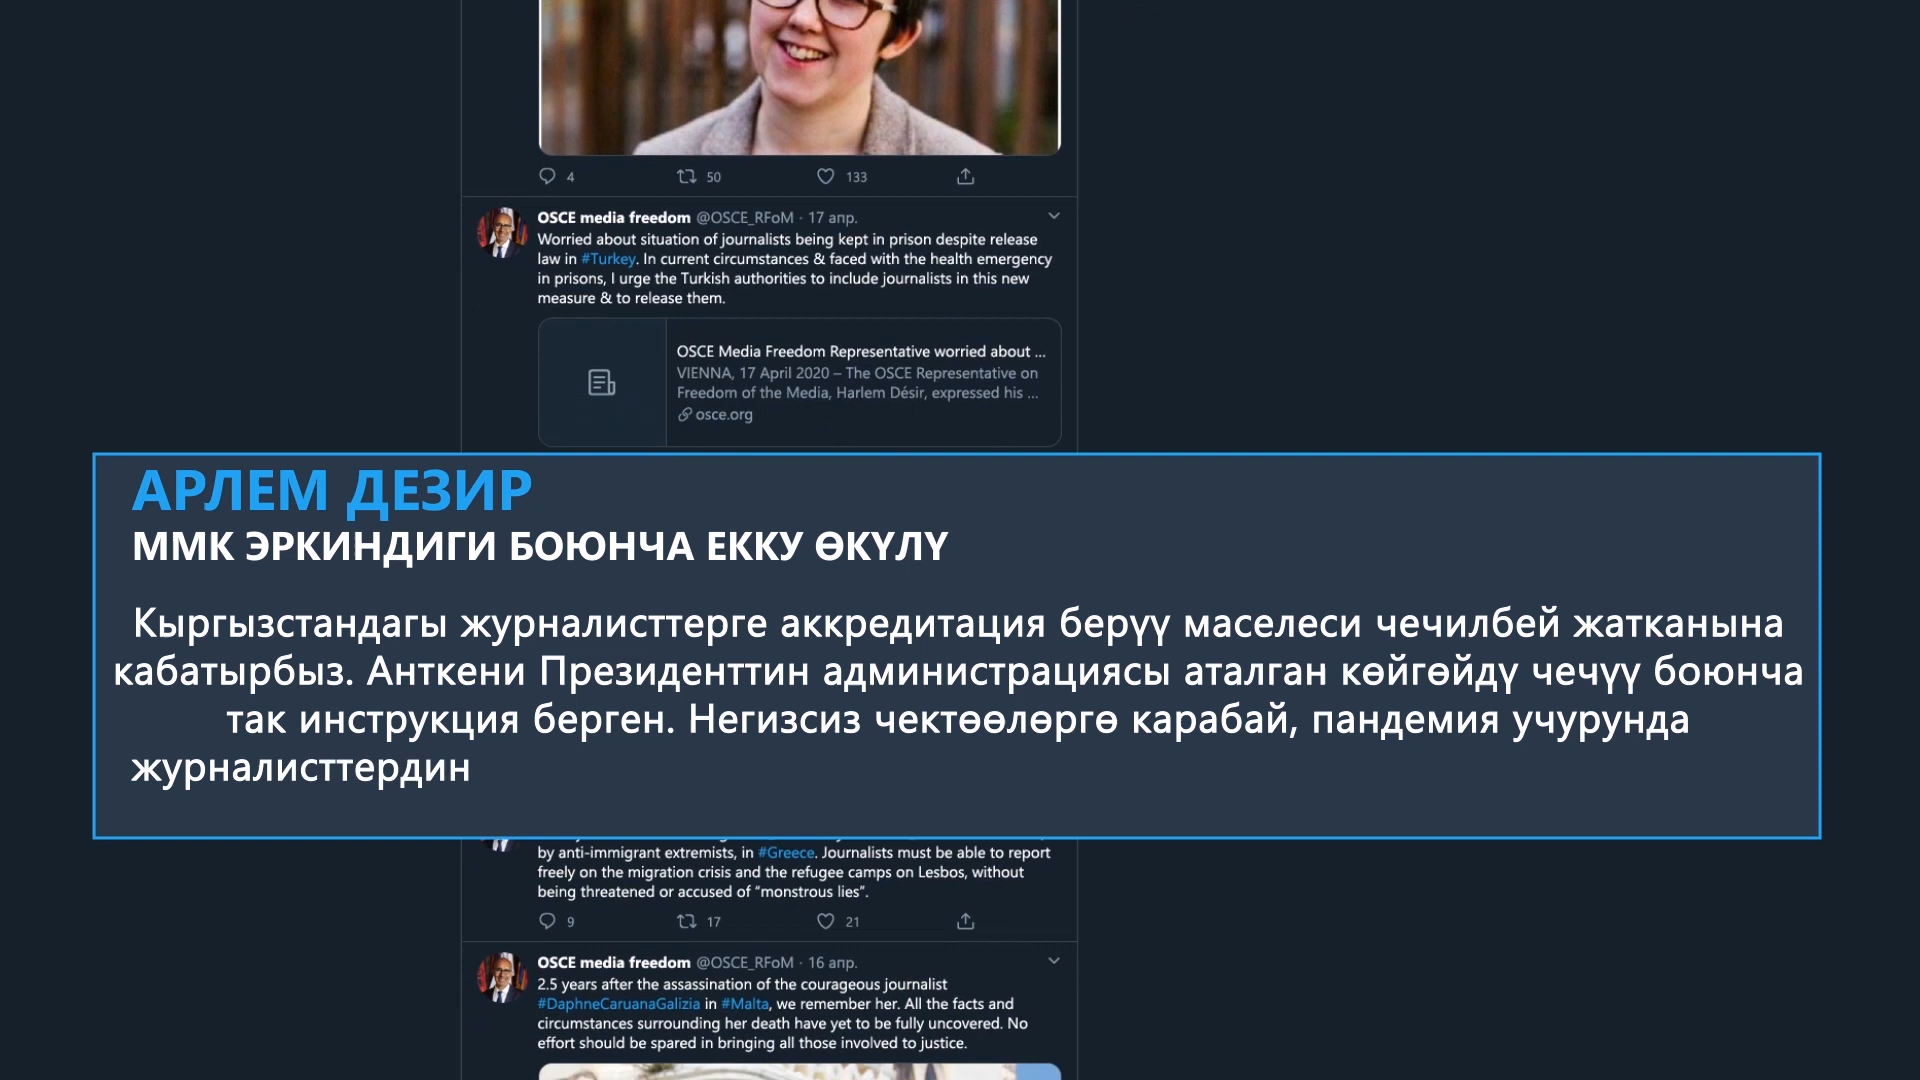 4 50 133
OSCE media freedom @OSCE_RFoM · 17 апр.
Worried about situation of journalists being kept in prison despite release
law in #Turkey. In current circumstances & faced with the health emergency
in prisons, I urge the Turkish authorities to include journalists in this new
measure & to release them.
OSCE Media Freedom Representative worried about ...
VIENNA, 17 April 2020 – The OSCE Representative on
Freedom of the Media, Harlem Désir, expressed his ...
osce.org
АРЛЕМ ДЕЗИР
ММК ЭРКИНДИГИ БОЮНЧА ЕККУ ӨКҮЛҮ
Кыргызстандагы журналисттерге аккредитация берүү маселеси чечилбей жатканына
кабатырбыз. Анткени Президенттин администрациясы аталган көйгөйдү чечүү боюнча
так инструкция берген. Негизсиз чектөөлөргө карабай, пандемия учурунда
журналисттердин
by anti-immigrant extremists, in #Greece. Journalists must be able to report
freely on the migration crisis and the refugee camps on Lesbos, without
being threatened or accused of “monstrous lies”.
9 17 21
OSCE media freedom @OSCE_RFoM · 16 апр.
2.5 years after the assassination of the courageous journalist
#DaphneCaruanaGalizia in #Malta, we remember her. All the facts and
circumstances surrounding her death have yet to be fully uncovered. No
effort should be spared in bringing all those involved to justice.